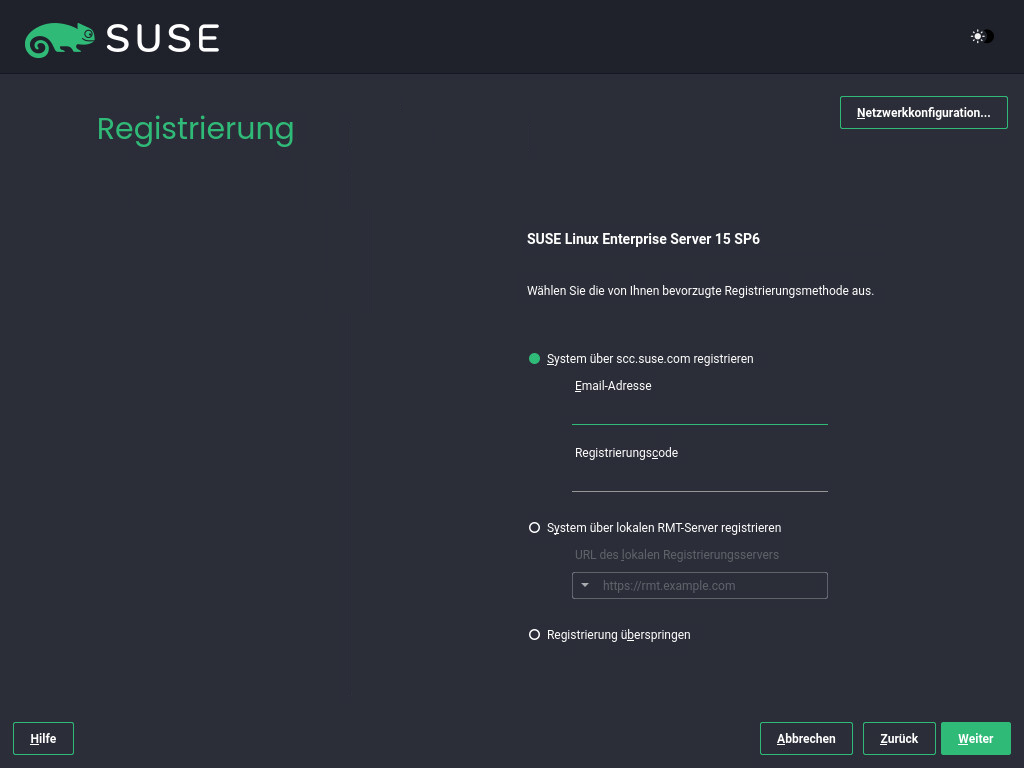 SUSE
Netzwerkkonfiguration...
Registrierung
SUSE Linux Enterprise Server 15 SP6
Wählen Sie die von Ihnen bevorzugte Registrierungsmethode aus.
System über scc.suse.com registrieren
Email-Adresse
Registrierungscode
System über lokalen RMT-Server registrieren
URL des lokalen Registrierungsservers
https://rmt.example.com
Registrierung überspringen
Hilfe Abbrechen Zurück Weiter